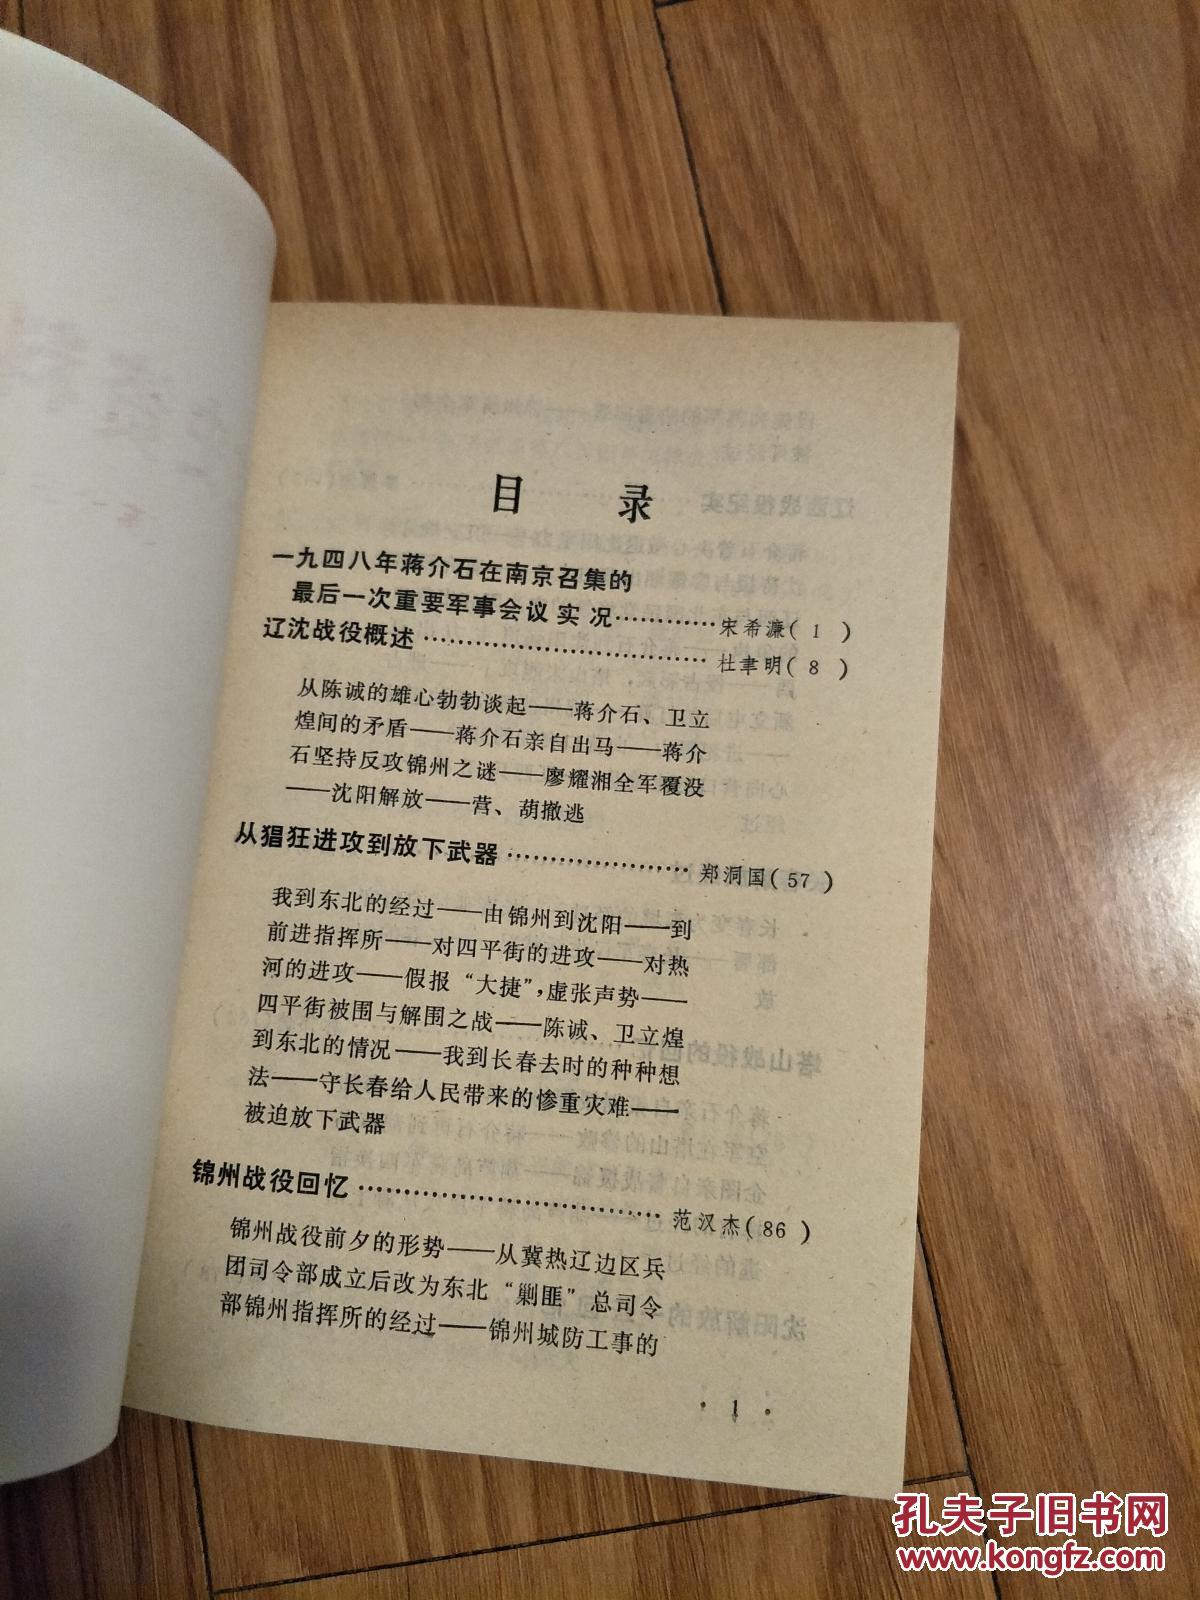 目　录
一九四八年蒋介石在南京召集的
最后一次重要军事会议 实 况…………宋希濂(1)
辽沈战役概述……………………………杜聿明(8)
从陈诚的雄心勃勃谈起——蒋介石、卫立
煌间的矛盾——蒋介石亲自出马——蒋介
石坚持反攻锦州之谜——廖耀湘全军覆没
——沈阳解放——营、葫撤逃
从猖狂进攻到放下武器…………………郑洞国(57)
我到东北的经过——由锦州到沈阳——到
前进指挥所——对四平街的进攻——对热
河的进攻——假报“大捷”,虚张声势——
四平街被围与解围之战——陈诚、卫立煌
到东北的情况——我到长春去时的种种想
法——守长春给人民带来的惨重灾难——
被迫放下武器
锦州战役回忆……………………………范汉杰(86)
锦州战役前夕的形势——从冀热辽边区兵
团司令部成立后改为东北“剿匪”总司令
部锦州指挥所的经过——锦州城防工事的
· 1 ·
孔夫子旧书网
www.kongfz.com